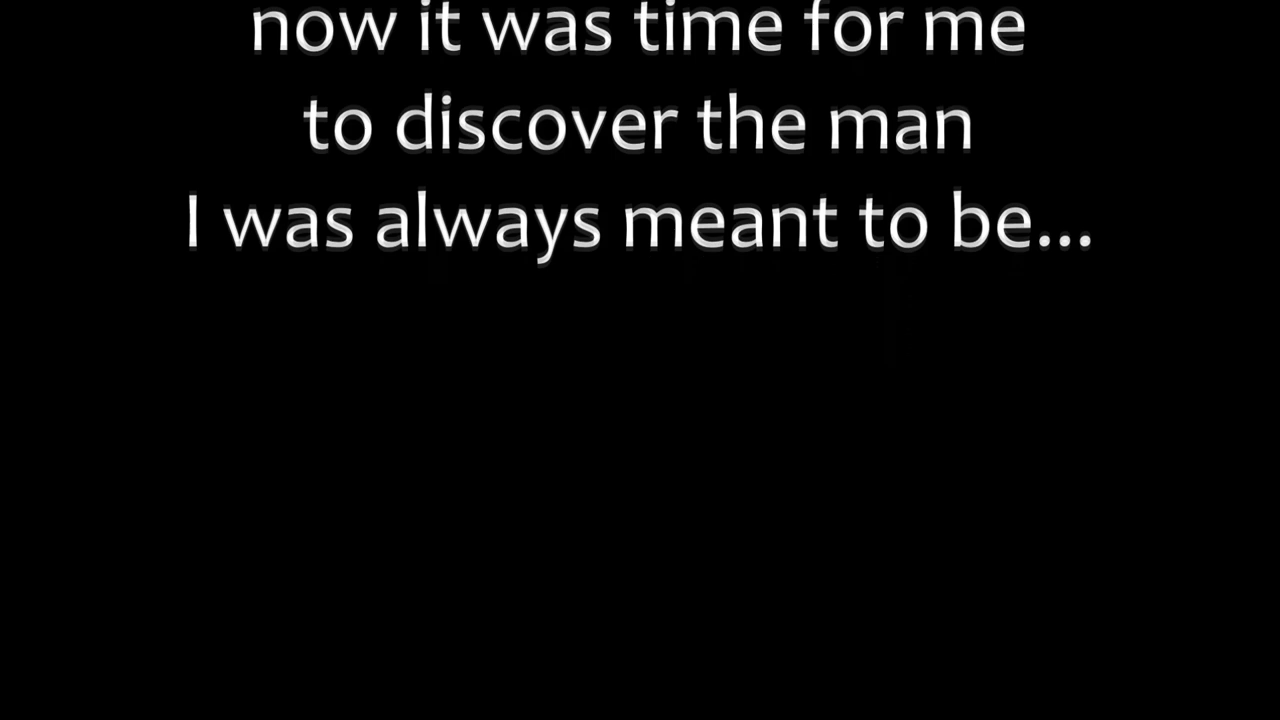 now it was time for me
to discover the man
I was always meant to be...